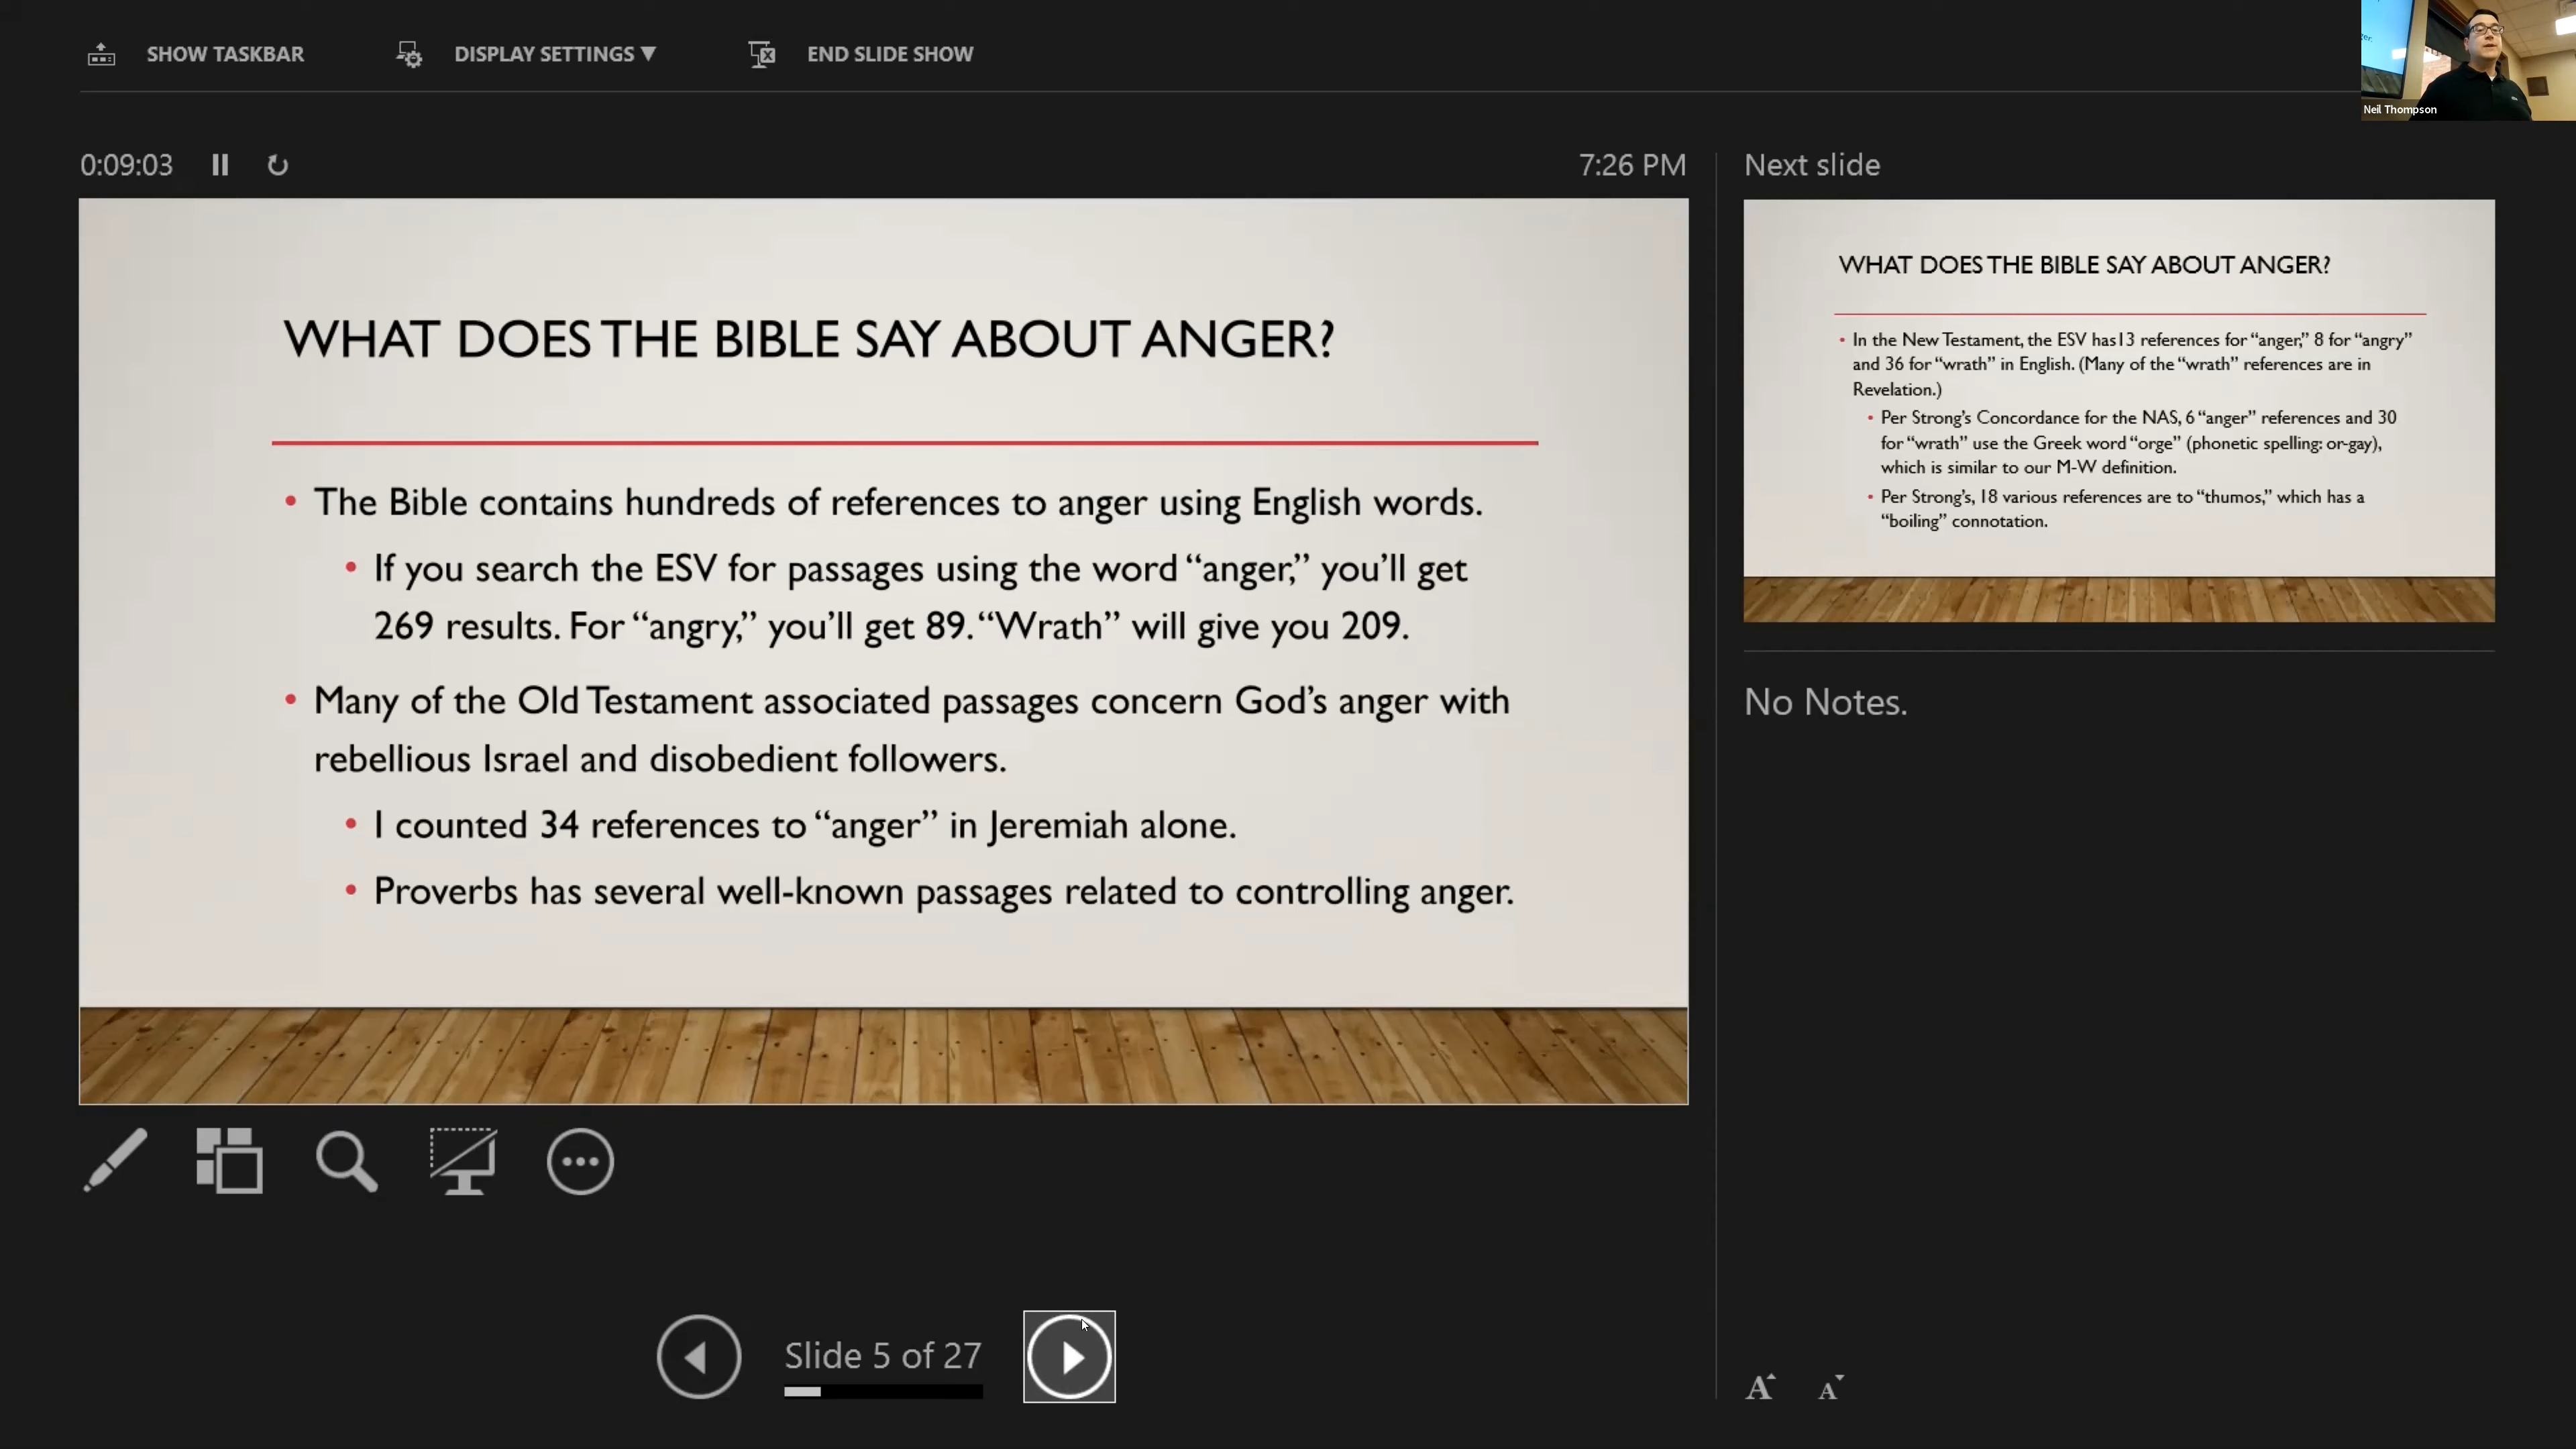 SHOW TASKBAR
DISPLAY SETTINGS ▼
END SLIDE SHOW
Neil Thompson
0:09:03
7:26 PM
WHAT DOES THE BIBLE SAY ABOUT ANGER?
• The Bible contains hundreds of references to anger using English words.
• If you search the ESV for passages using the word “anger,” you’ll get
269 results. For “angry,” you’ll get 89. “Wrath” will give you 209.
• Many of the Old Testament associated passages concern God’s anger with
rebellious Israel and disobedient followers.
• I counted 34 references to “anger” in Jeremiah alone.
• Proverbs has several well-known passages related to controlling anger.
Slide 5 of 27
Next slide
WHAT DOES THE BIBLE SAY ABOUT ANGER?
• In the New Testament, the ESV has13 references for “anger,” 8 for “angry”
and 36 for “wrath” in English. (Many of the “wrath” references are in
Revelation.)
• Per Strong’s Concordance for the NAS, 6 “anger” references and 30
for “wrath” use the Greek word “orge” (phonetic spelling: or-gay),
which is similar to our M-W definition.
• Per Strong’s, 18 various references are to “thumos,” which has a
“boiling” connotation.
No Notes.
A A